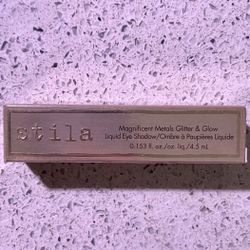 stila
Magnificent Metals Glitter & Glow
Liquid Eye Shadow/Ombre à Paupières Liquide
0.153 fl. oz./oz. liq./4.5 mL